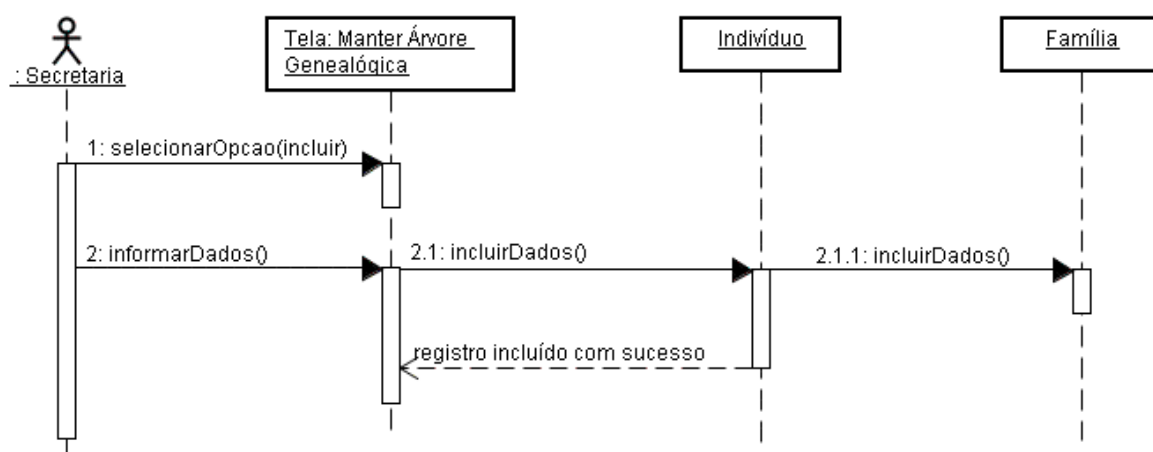 Tela: Manter Árvore
Genealógica
Indivíduo
Família
: Secretaria
1: selecionarOpcao(incluir)
2: informarDados()
2.1: incluirDados()
2.1.1: incluirDados()
registro incluído com sucesso